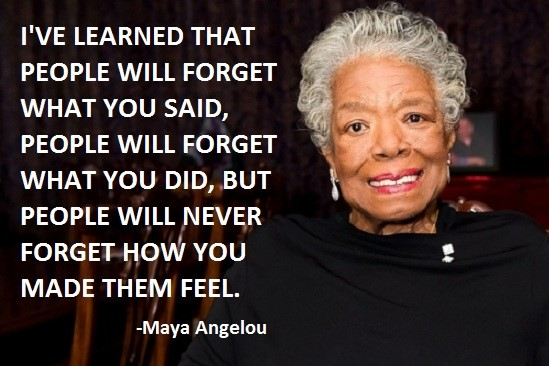 I'VE LEARNED THAT
PEOPLE WILL FORGET
WHAT YOU SAID,
PEOPLE WILL FORGET
WHAT YOU DID, BUT
PEOPLE WILL NEVER
FORGET HOW YOU
MADE THEM FEEL.
-Maya Angelou